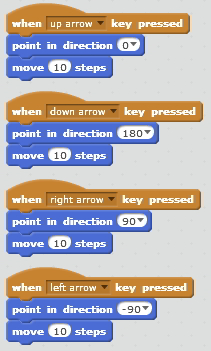 when up arrow key pressed
point in direction 0
move 10 steps
when down arrow key pressed
point in direction 180
move 10 steps
when right arrow key pressed
point in direction 90
move 10 steps
when left arrow key pressed
point in direction -90
move 10 steps